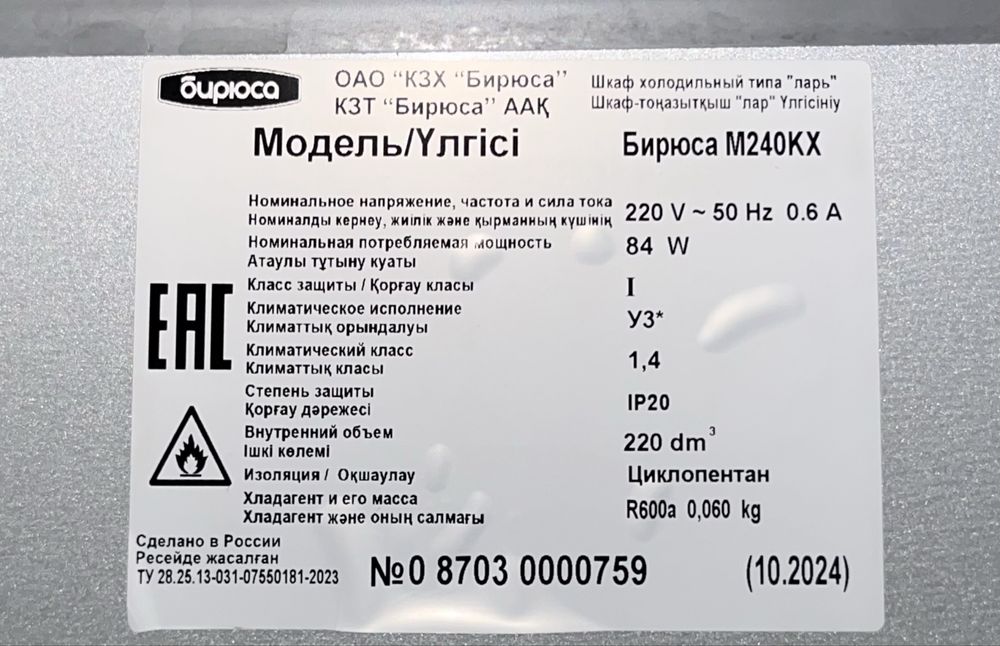 бирюса
ОАО “КЗХ “Бирюса”
КЗТ “Бирюса” ААҚ
Шкаф холодильный типа "ларь"
Шкаф-тоңазытқыш "лар" Үлгісініу
Модель/Үлгісі Бирюса М240КХ
Номинальное напряжение, частота и сила тока
Номиналды кернеу, жиілік және қырманның күшінің
220 V ~ 50 Hz 0.6 A
Номинальная потребляемая мощность
Атаулы тұтыну куаты
84 W
Класс защиты / Қорғау класы I
Климатическое исполнение
Климаттық орындалуы
У3*
Климатический класс
Климаттық класы
1,4
Степень защиты
Қорғау дәрежесі
IP20
Внутренний объем
Ішкі көлемі
220 dm³
Изоляция / Оқшаулау Циклопентан
Хладагент и его масса
Хладагент және оның салмағы
R600a 0,060 kg
EAC
Сделано в России
Ресейде жасалған
ТУ 28.25.13-031-07550181-2023
№0 8703 0000759 (10.2024)